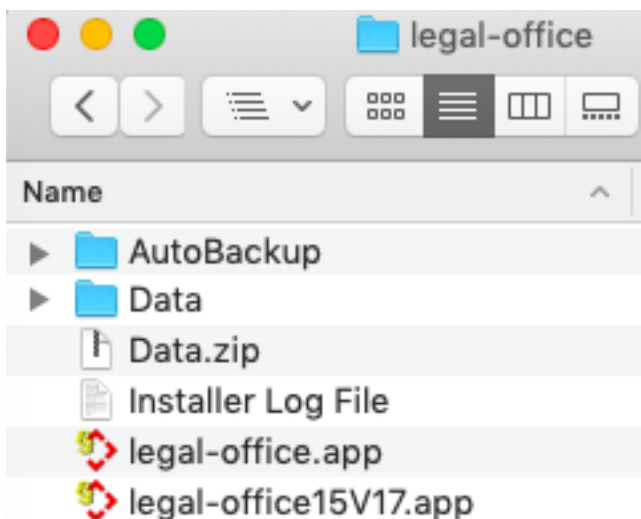 legal-office
Name
AutoBackup
Data
Data.zip
Installer Log File
legal-office.app
legal-office15V17.app